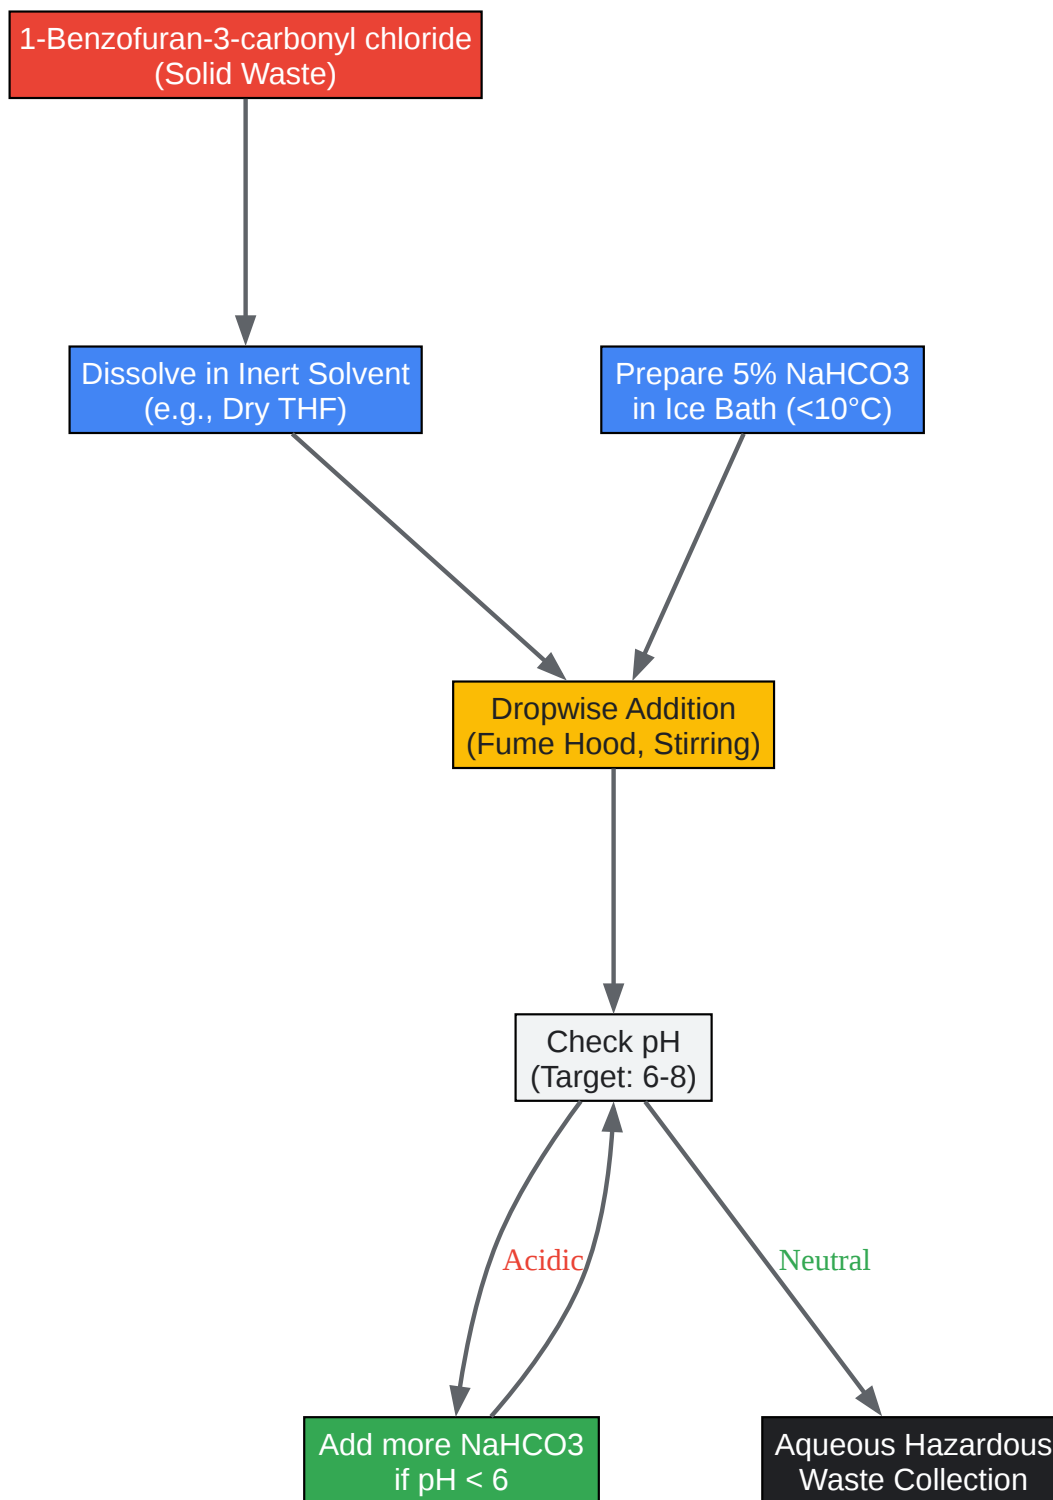 1-Benzofuran-3-carbonyl chloride
(Solid Waste)
Dissolve in Inert Solvent
(e.g., Dry THF)
Prepare 5% NaHCO3
in Ice Bath (<10°C)
Dropwise Addition
(Fume Hood, Stirring)
Check pH
(Target: 6-8)
Acidic
Neutral
Add more NaHCO3
if pH < 6
Aqueous Hazardous
Waste Collection